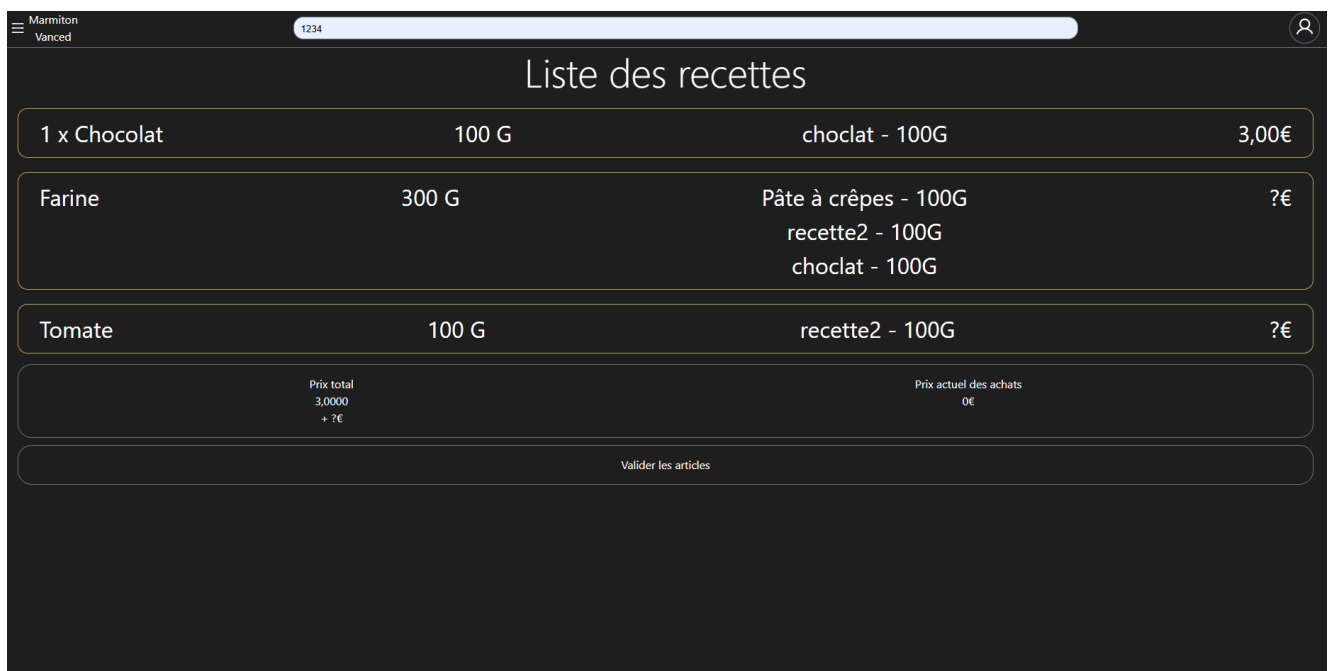 Marmiton
Vanced
1234
Liste des recettes
1 x Chocolat 100 G choclat - 100G 3,00€
Farine 300 G Pâte à crêpes - 100G ?€
recette2 - 100G
choclat - 100G
Tomate 100 G recette2 - 100G ?€
Prix total Prix actuel des achats
3,0000 0€
+ ?€
Valider les articles